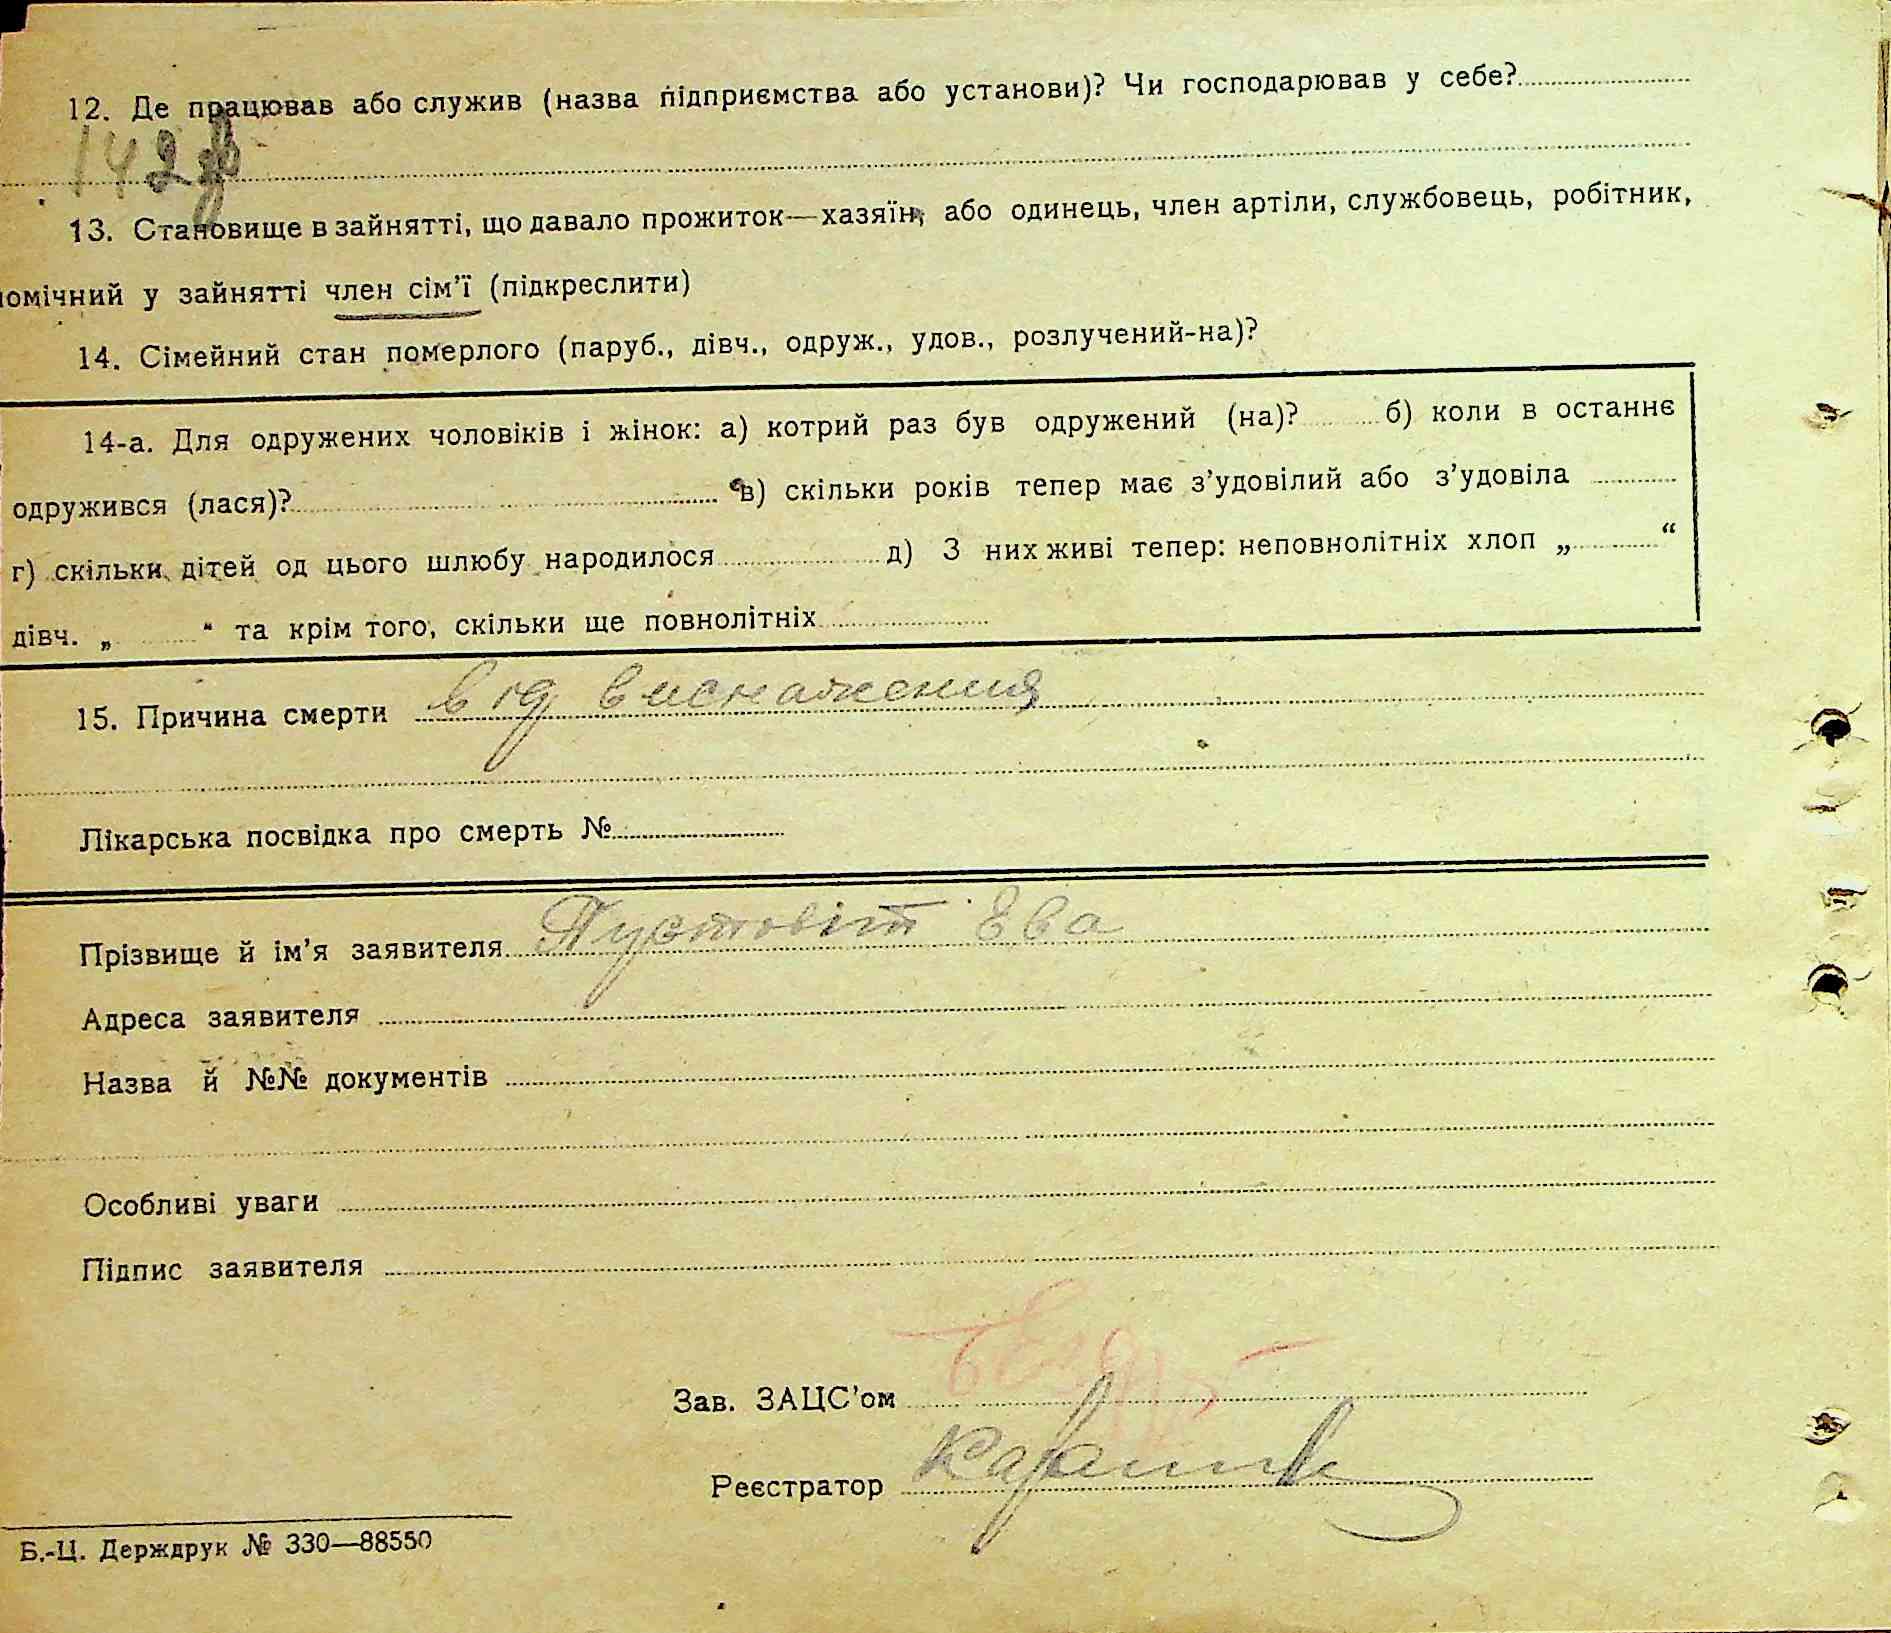 12. Де працював або служив (назва підприємства або установи)? Чи господарював у себе?
142
13. Становище в зайнятті, що давало прожиток—хазяїн, або одинець, член артіли, службовець, робітник,
помічний у зайнятті член сім'ї (підкреслити)
14. Сімейний стан померлого (паруб., дівч., одруж., удов., розлучений-на)?
14-а. Для одружених чоловіків і жінок: а) котрий раз був одружений (на)? б) коли в останнє
одружився (лася)? в) скільки років тепер має з'удовілий або з'удовіла
г) скільки дітей од цього шлюбу народилося д) З них живі тепер: неповнолітніх хлоп „ “
дівч. „ “ та крім того, скільки ще повнолітніх
15. Причина смерти від виснаження
Лікарська посвідка про смерть №
Прізвище й ім'я заявителя Пустовіт Ева
Адреса заявителя
Назва й №№ документів
Особливі уваги
Підпис заявителя
Зав. ЗАЦС'ом
Реєстратор
Б.-Ц. Держдрук № 330—88550